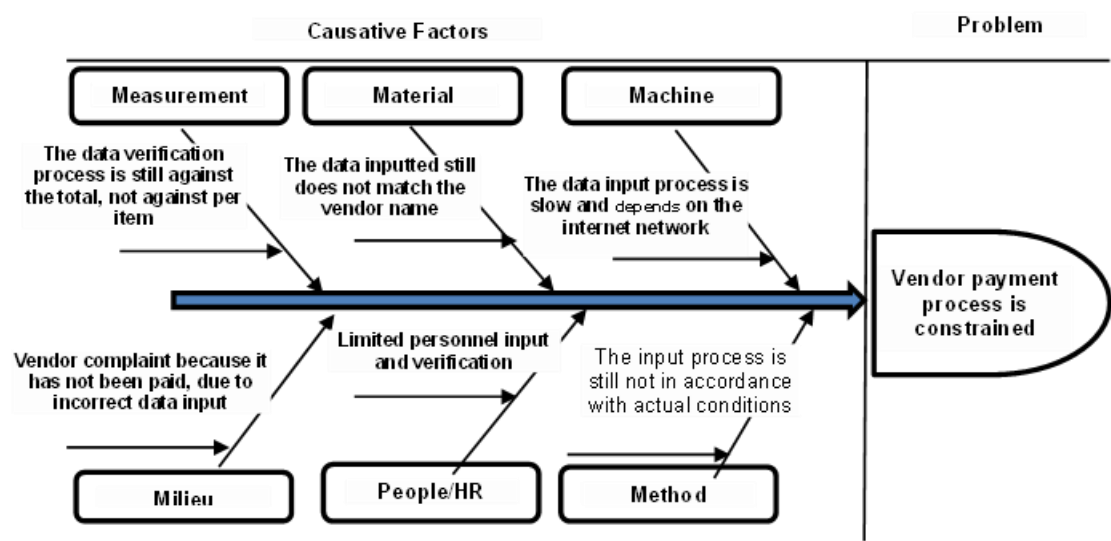 Causative Factors
Problem
Measurement
Material
Machine
The data verification
process is still against
the total, not against per
item
The data inputted still
does not match the
vendor name
The data input process is
slow and depends on the
internet network
Vendor payment
process is
constrained
Vendor complaint because it
has not been paid, due to
incorrect data input
Limited personnel input
and verification
The input process is
still not in accordance
with actual conditions
Milieu
People/HR
Method